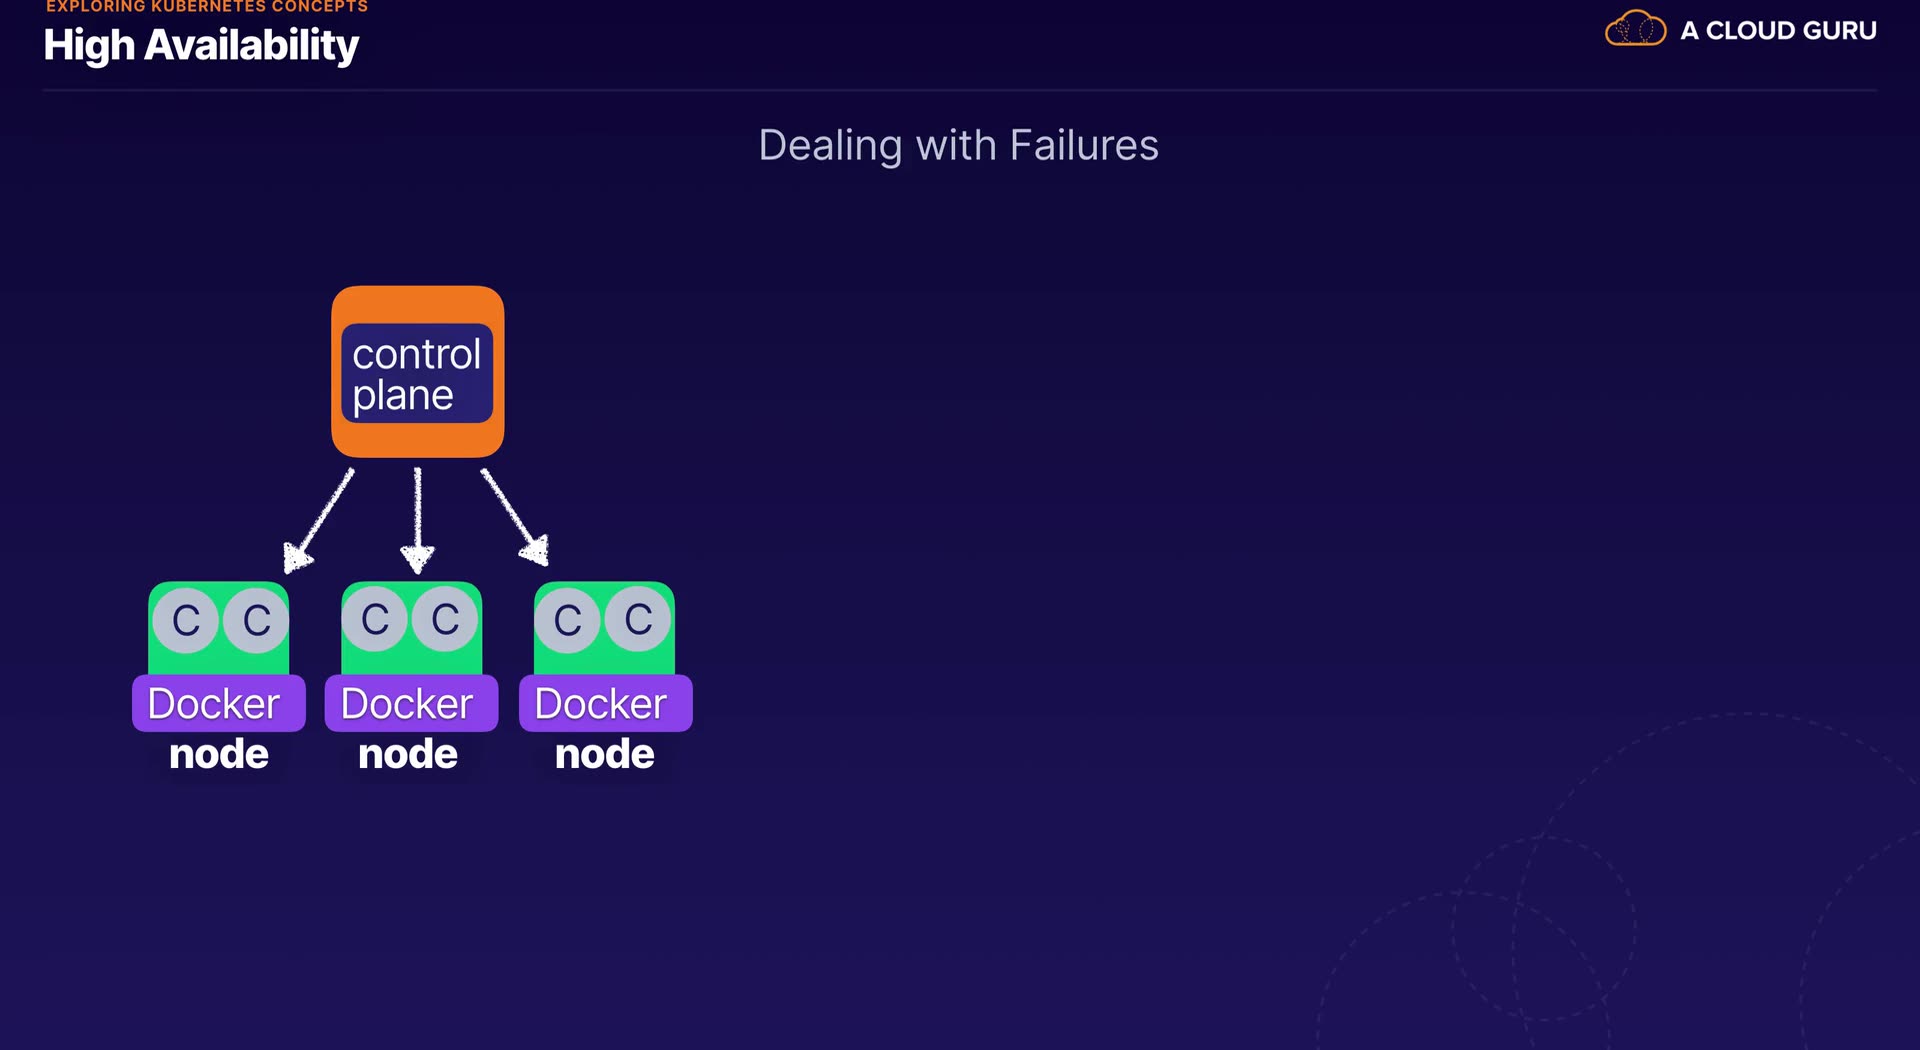 EXPLORING KUBERNETES CONCEPTS
High Availability
A CLOUD GURU
Dealing with Failures
control
plane
C C C C C C
Docker Docker Docker
node node node